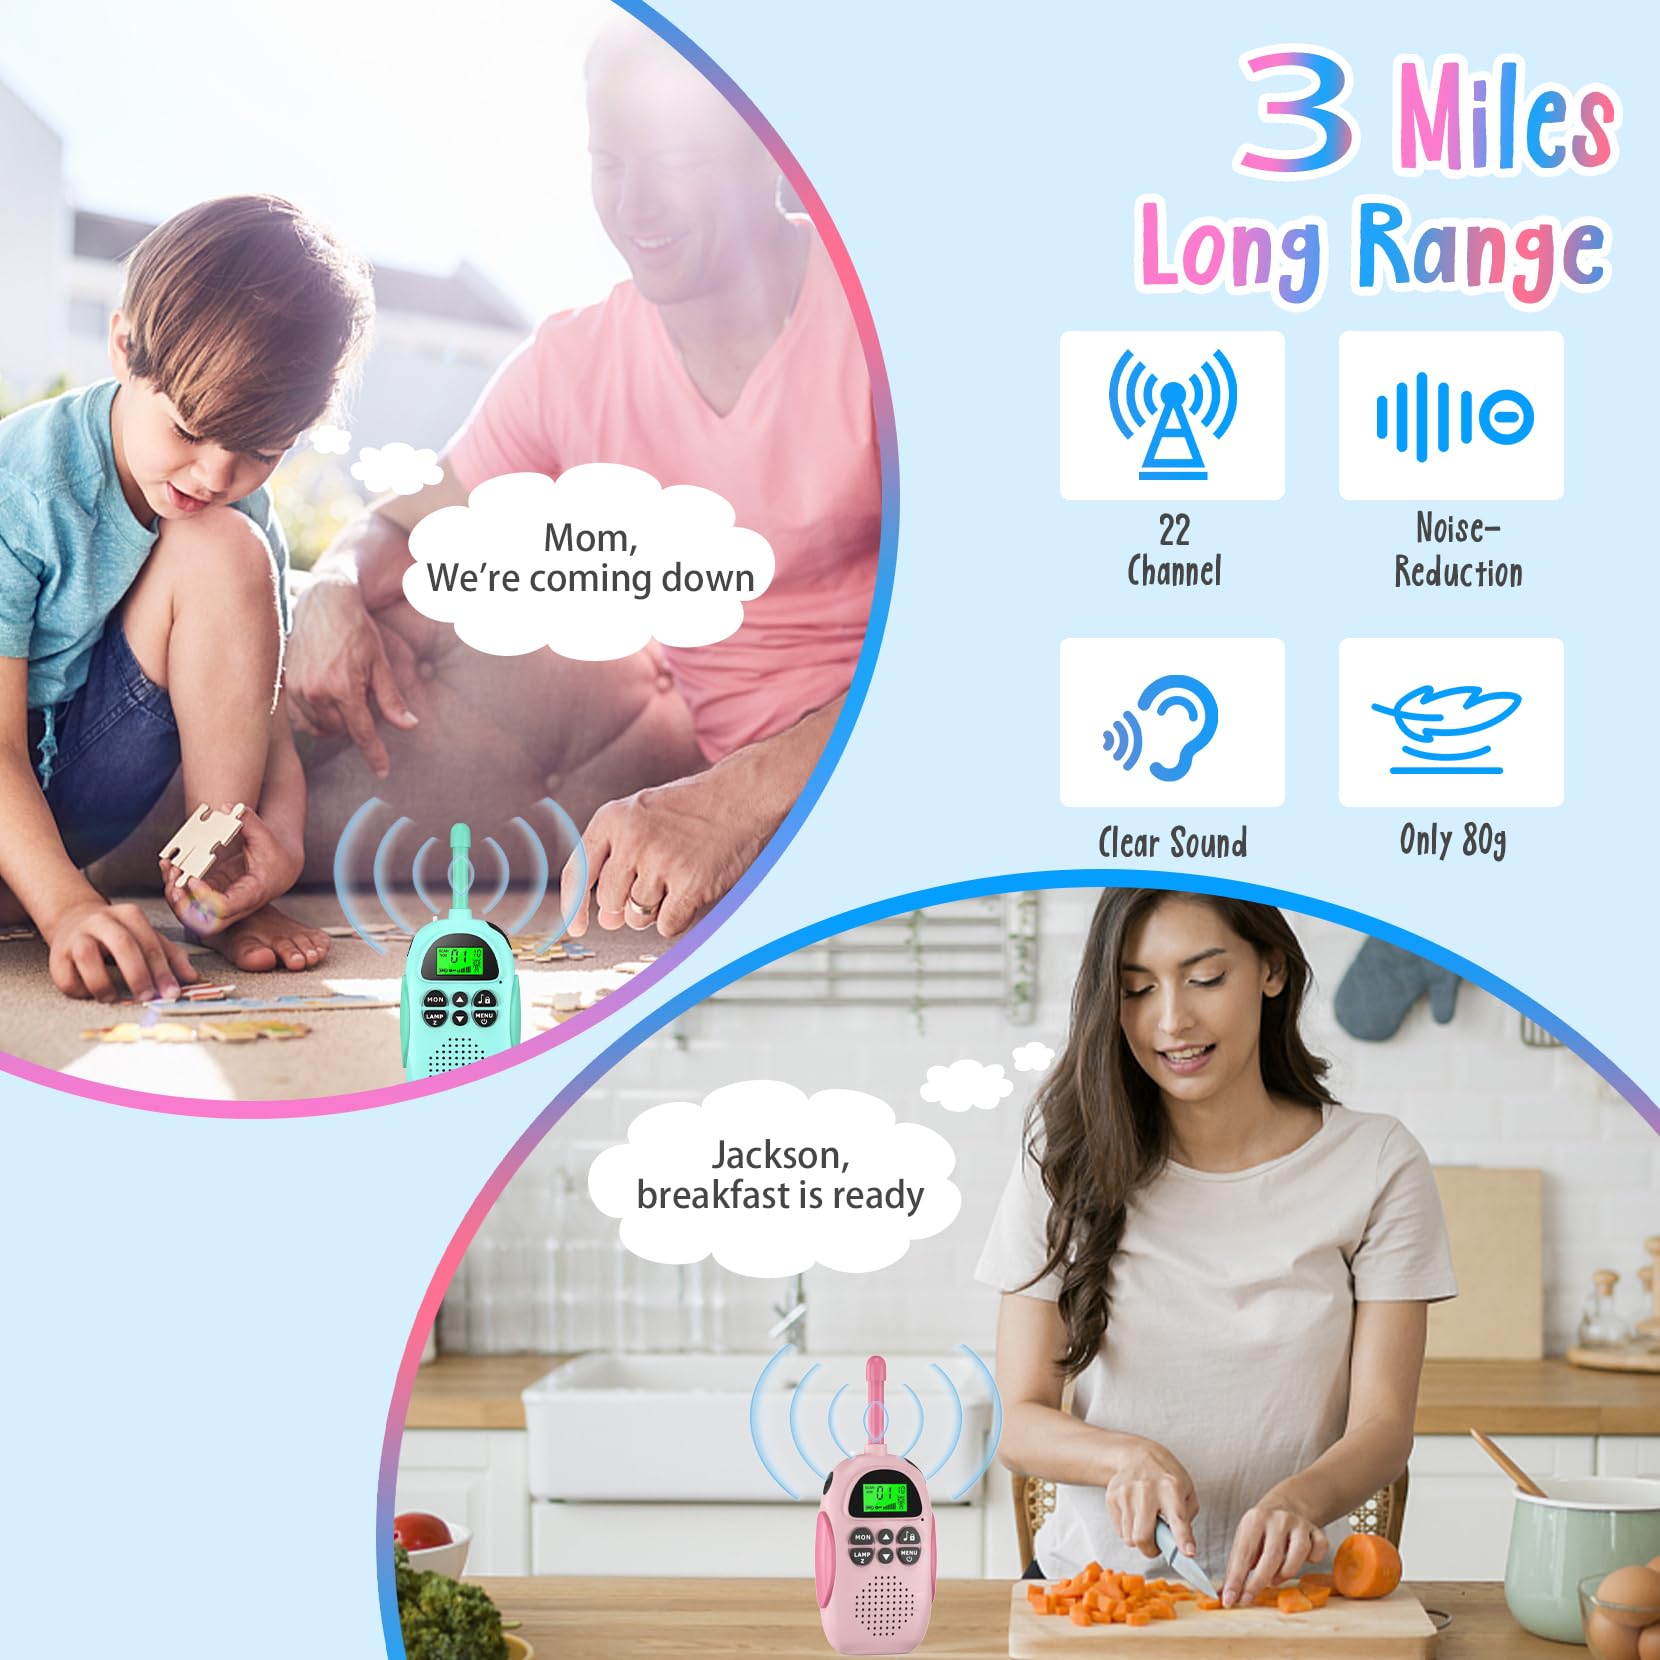 3 Miles
Long Range
22
Channel
Noise-
Reduction
Clear Sound
Only 80g
Mom,
We're coming down
MON
LAMP
Z
MENU
01
Jackson,
breakfast is ready
01
MON
LAMP
Z
MENU